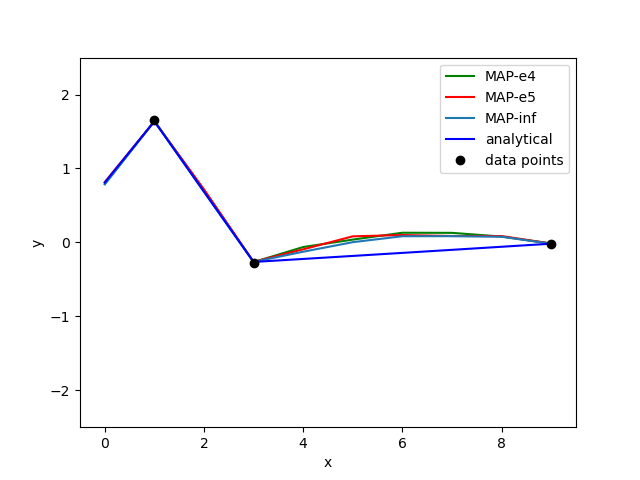 MAP-e4
MAP-e5
MAP-inf
analytical
data points
2
1
0
−1
−2
y
0 2 4 6 8
x